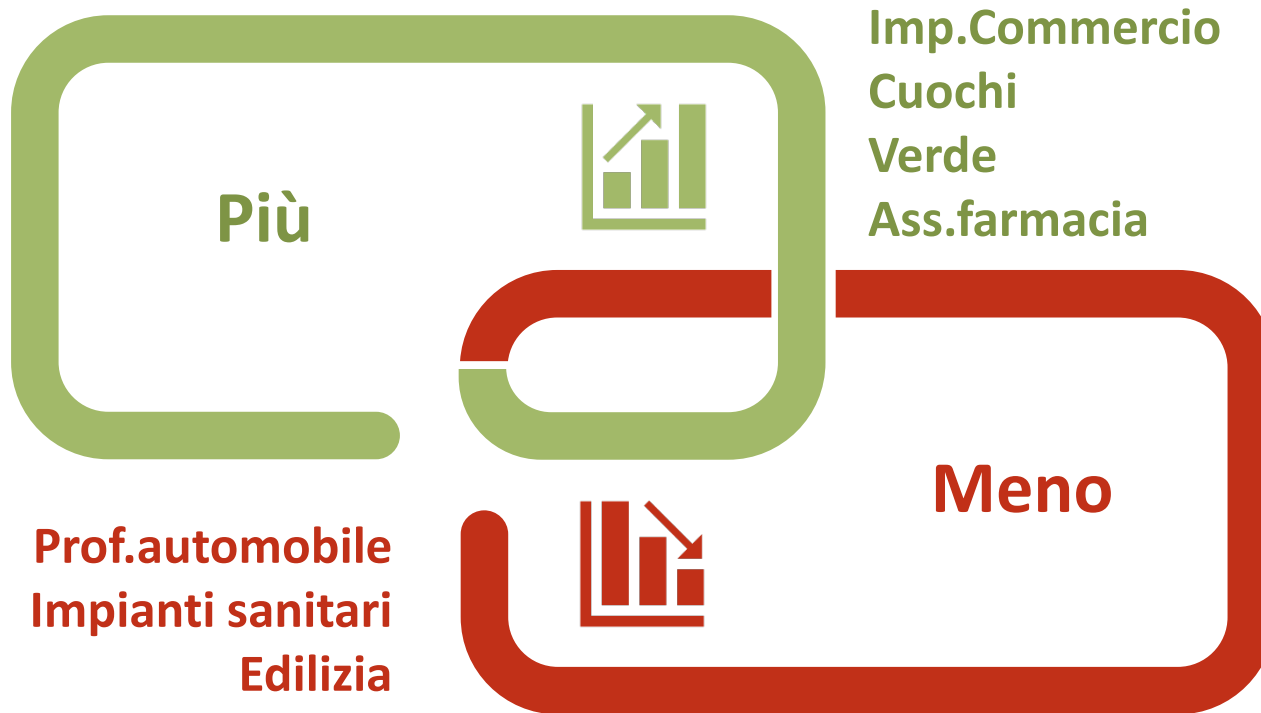 Imp.Commercio
Cuochi
Verde
Ass.farmacia
Più
Meno
Prof.automobile
Impianti sanitari
Edilizia